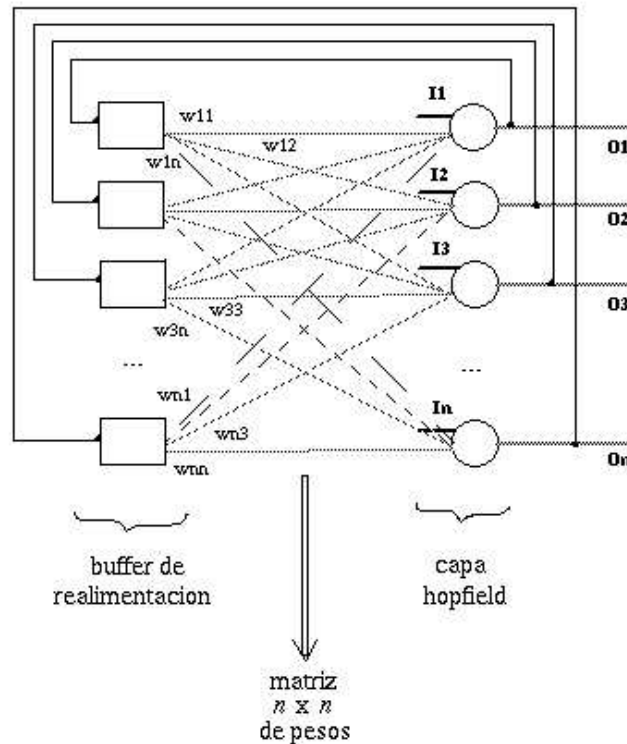 I1
w11
w12
O1
w1n
I2
O2
I3
w33
O3
w3n
...
...
wn1
In
wn3
wnn
On
buffer de
realimentacion
capa
hopfield
matriz
n x n
de pesos